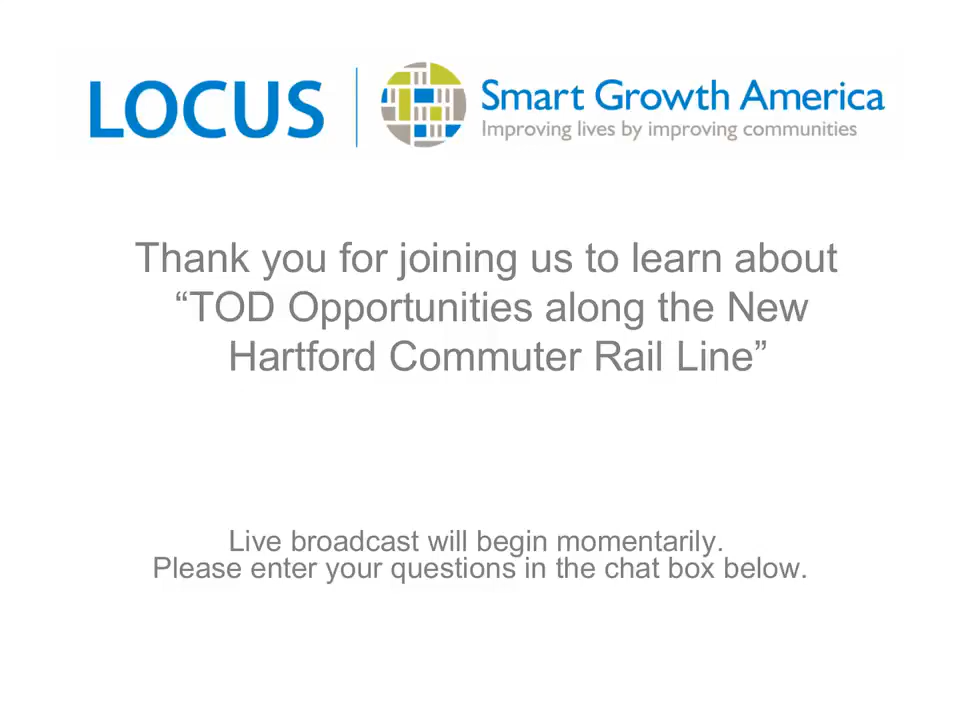 LOCUS
Smart Growth America
Improving lives by improving communities
Thank you for joining us to learn about
“TOD Opportunities along the New
Hartford Commuter Rail Line”
Live broadcast will begin momentarily.
Please enter your questions in the chat box below.